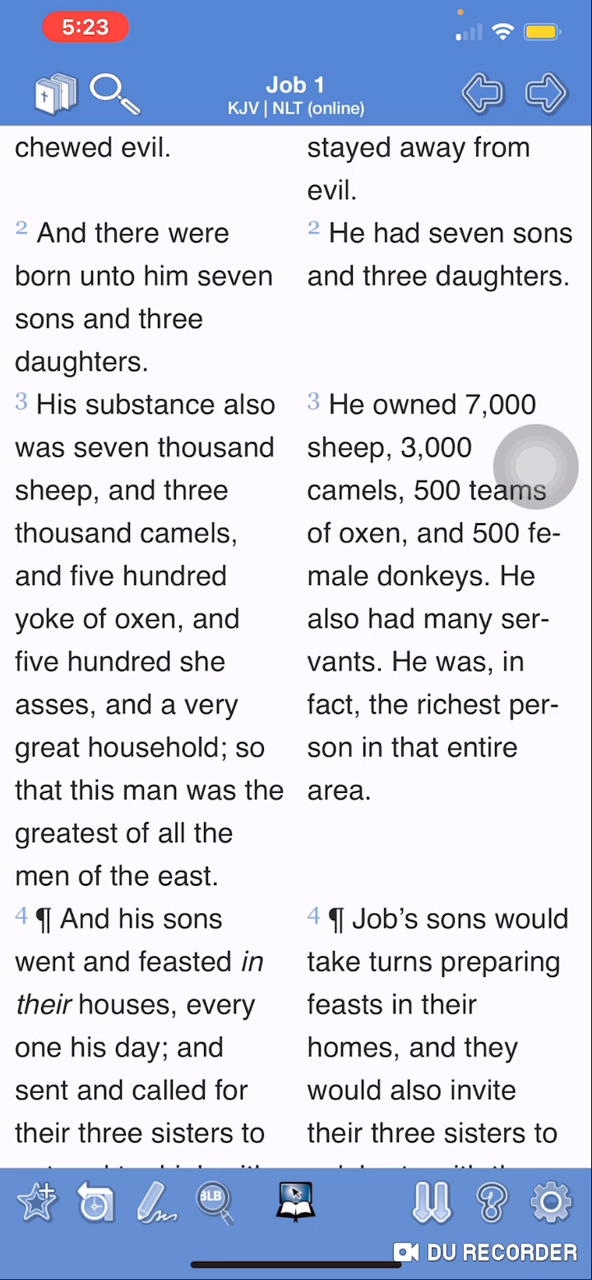 5:23
Job 1
KJV | NLT (online)
chewed evil.
2 And there were
born unto him seven
sons and three
daughters.
3 His substance also
was seven thousand
sheep, and three
thousand camels,
and five hundred
yoke of oxen, and
five hundred she
asses, and a very
great household; so
that this man was the
greatest of all the
men of the east.
4 ¶ And his sons
went and feasted in
their houses, every
one his day; and
sent and called for
their three sisters to
stayed away from
evil.
2 He had seven sons
and three daughters.
3 He owned 7,000
sheep, 3,000
camels, 500 teams
of oxen, and 500 fe-
male donkeys. He
also had many ser-
vants. He was, in
fact, the richest per-
son in that entire
area.
4 ¶ Job’s sons would
take turns preparing
feasts in their
homes, and they
would also invite
their three sisters to
BLB
DU RECORDER